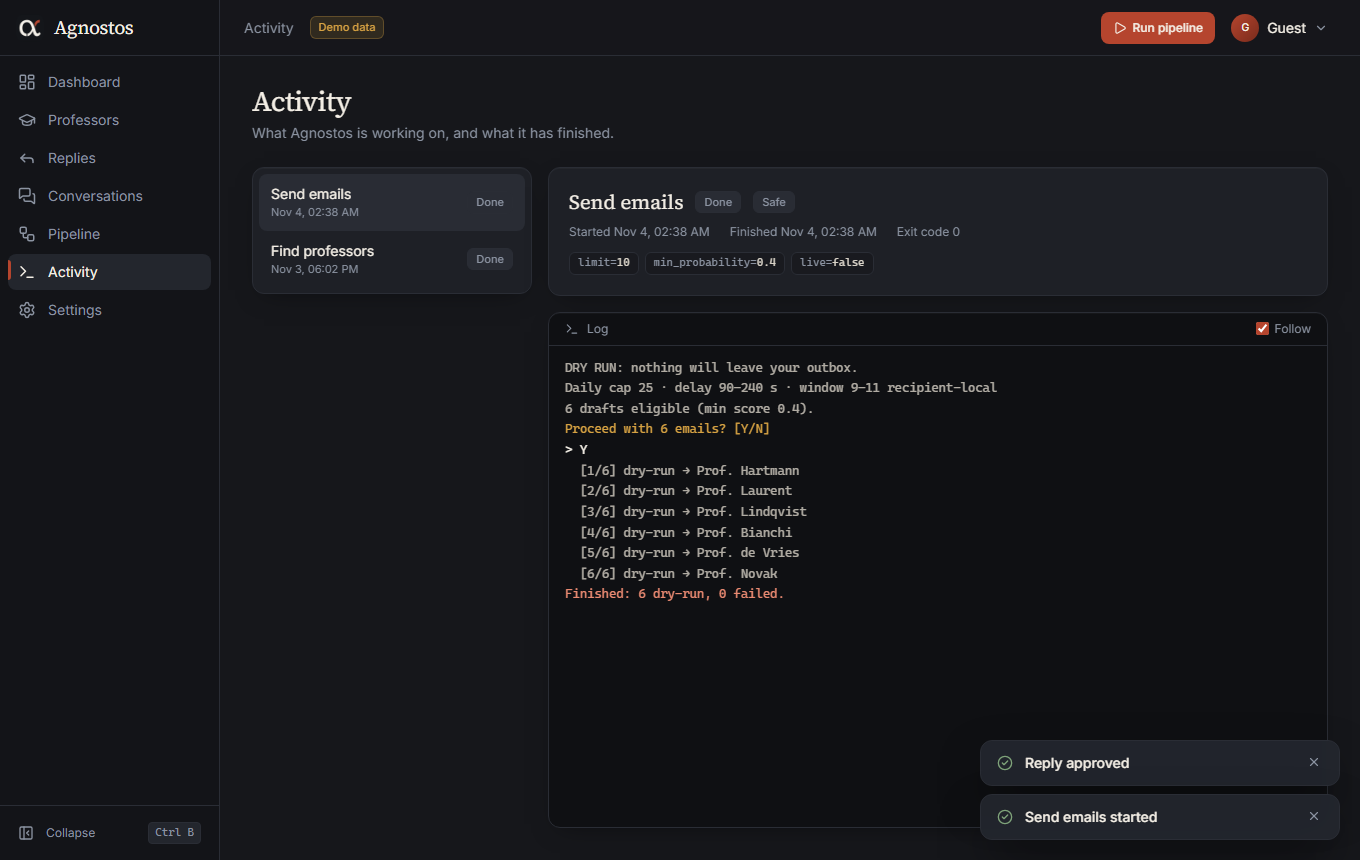 Agnostos
Activity
Demo data
Run pipeline
G
Guest
Dashboard
Professors
Replies
Conversations
Pipeline
Activity
Settings
Collapse
Ctrl B
Activity
What Agnostos is working on, and what it has finished.
Send emails
Nov 4, 02:38 AM
Done
Find professors
Nov 3, 06:02 PM
Done
Send emails
Done
Safe
Started Nov 4, 02:38 AM
Finished Nov 4, 02:38 AM
Exit code 0
limit=10
min_probability=0.4
live=false
Log
Follow
DRY RUN: nothing will leave your outbox.
Daily cap 25 · delay 90–240 s · window 9–11 recipient-local
6 drafts eligible (min score 0.4).
Proceed with 6 emails? [Y/N]
> Y
[1/6] dry-run → Prof. Hartmann
[2/6] dry-run → Prof. Laurent
[3/6] dry-run → Prof. Lindqvist
[4/6] dry-run → Prof. Bianchi
[5/6] dry-run → Prof. de Vries
[6/6] dry-run → Prof. Novak
Finished: 6 dry-run, 0 failed.
Reply approved
Send emails started